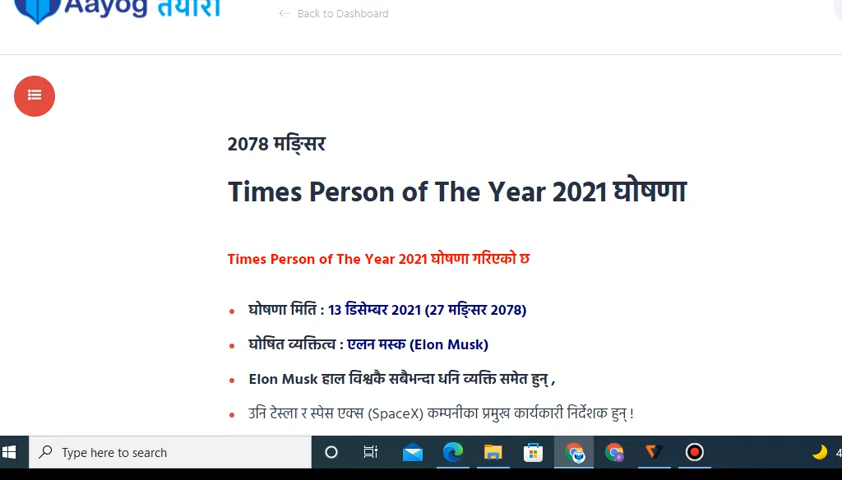 Aayog तयारी
← Back to Dashboard
2078 मङ्सिर
Times Person of The Year 2021 घोषणा
Times Person of The Year 2021 घोषणा गरिएको छ
घोषणा मिति : 13 डिसेम्बर 2021 (27 मङ्सिर 2078)
घोषित व्यक्तित्व : एलन मस्क (Elon Musk)
Elon Musk हाल विश्वकै सबैभन्दा धनि व्यक्ति समेत हुन् ,
उनि टेस्ला र स्पेस एक्स (SpaceX) कम्पनीका प्रमुख कार्यकारी निर्देशक हुन् !
Type here to search
4